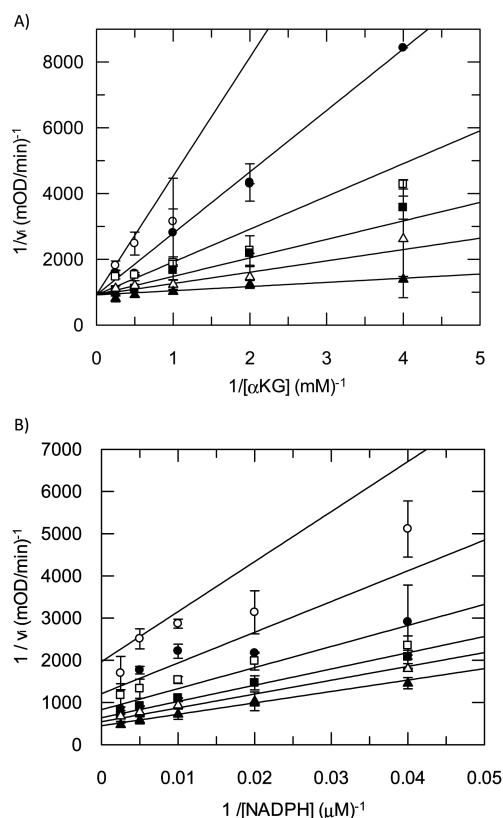 A)
8000
6000
4000
2000
0
0 1 2 3 4 5
1/vi (mOD/min)-1
1/[αKG] (mM)-1
B)
7000
6000
5000
4000
3000
2000
1000
0
0 0.01 0.02 0.03 0.04 0.05
1 / vi (mOD/min)-1
1/[NADPH] (μM)-1